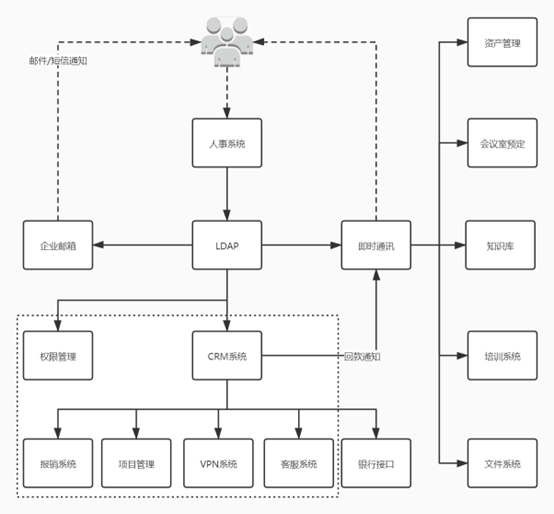 资产管理
邮件/短信通知
人事系统
会议室预定
企业邮箱
LDAP
即时通讯
知识库
权限管理
CRM系统
回款通知
培训系统
报销系统
项目管理
VPN系统
客服系统
银行接口
文件系统